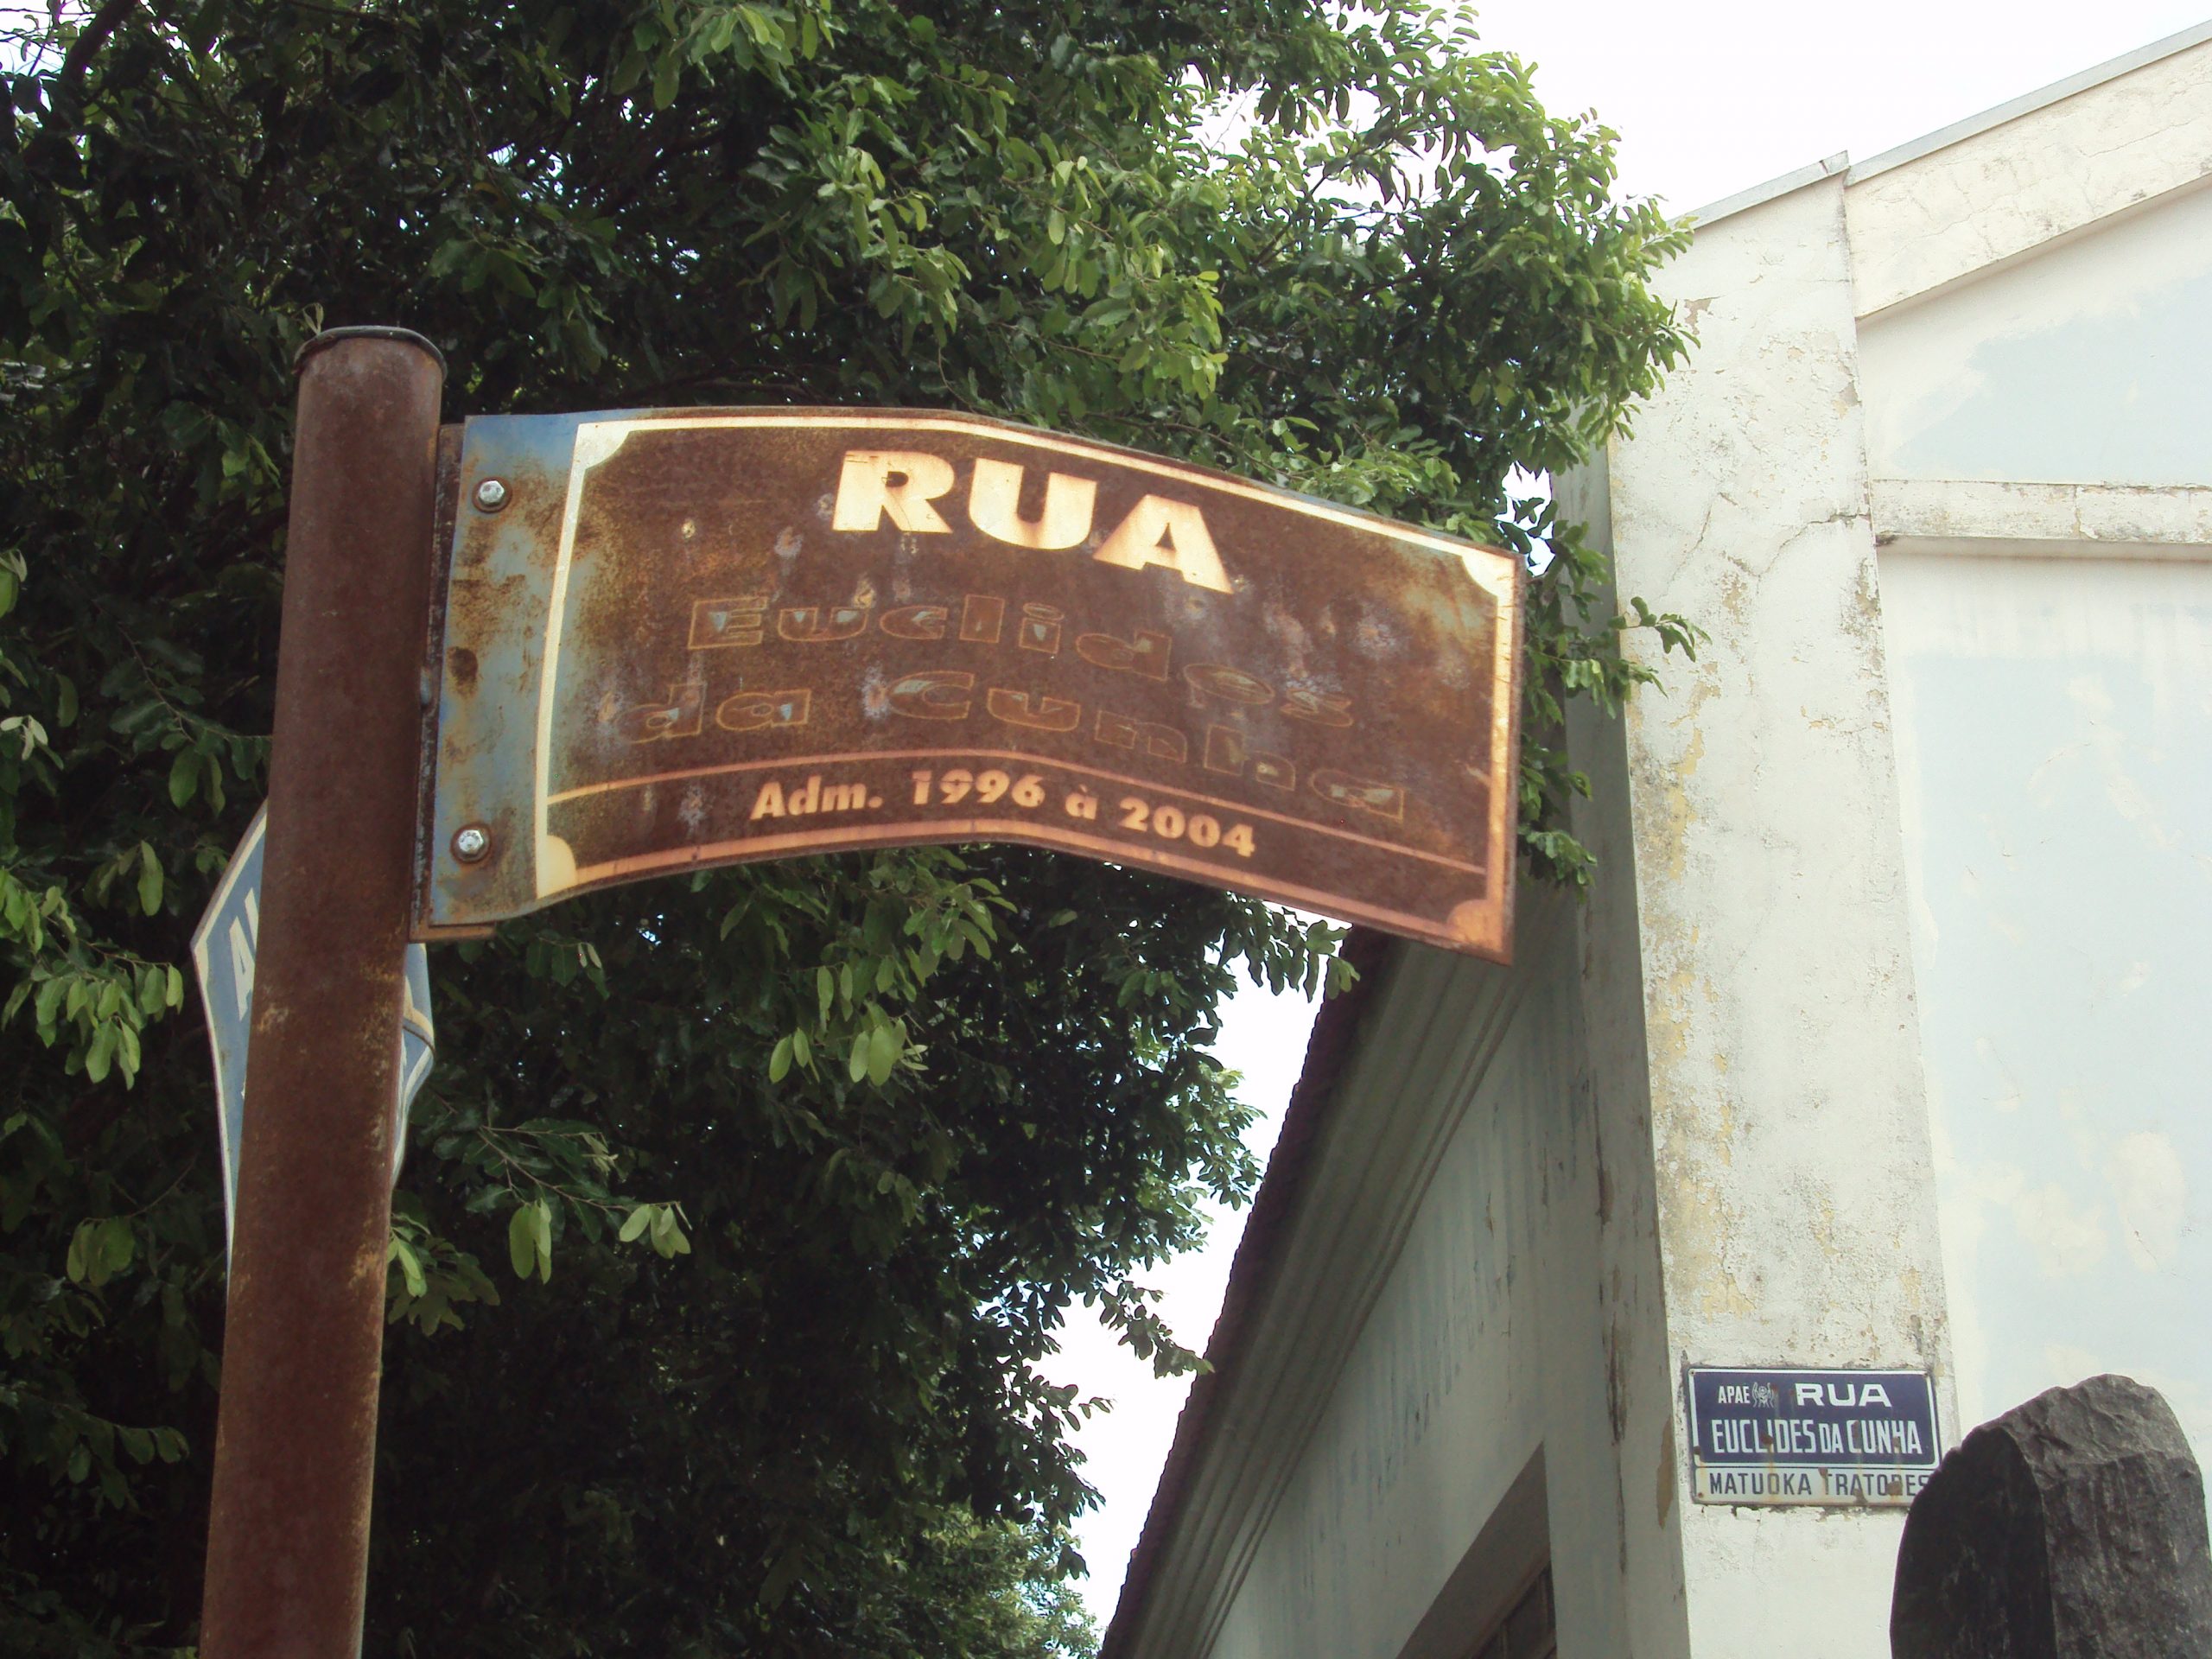 RUA
Euclides
da Cunha
Adm. 1996 à 2004
APAE RUA
EUCLIDES DA CUNHA
MATUOKA TRATORES